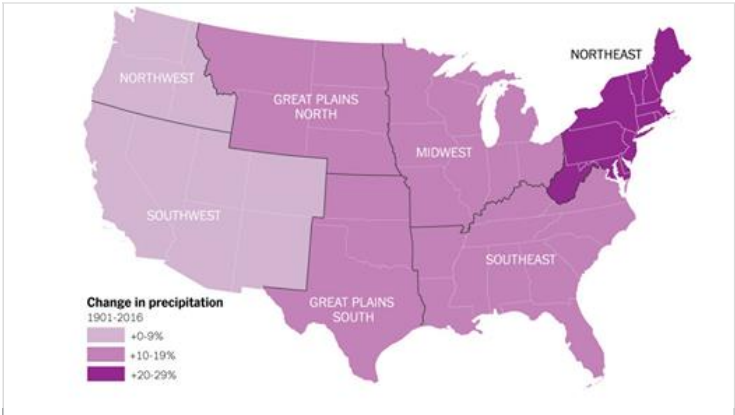 NORTHEAST
NORTHWEST
GREAT PLAINS
NORTH
MIDWEST
SOUTHWEST
SOUTHEAST
GREAT PLAINS
SOUTH
Change in precipitation
1901-2016
+0-9%
+10-19%
+20-29%